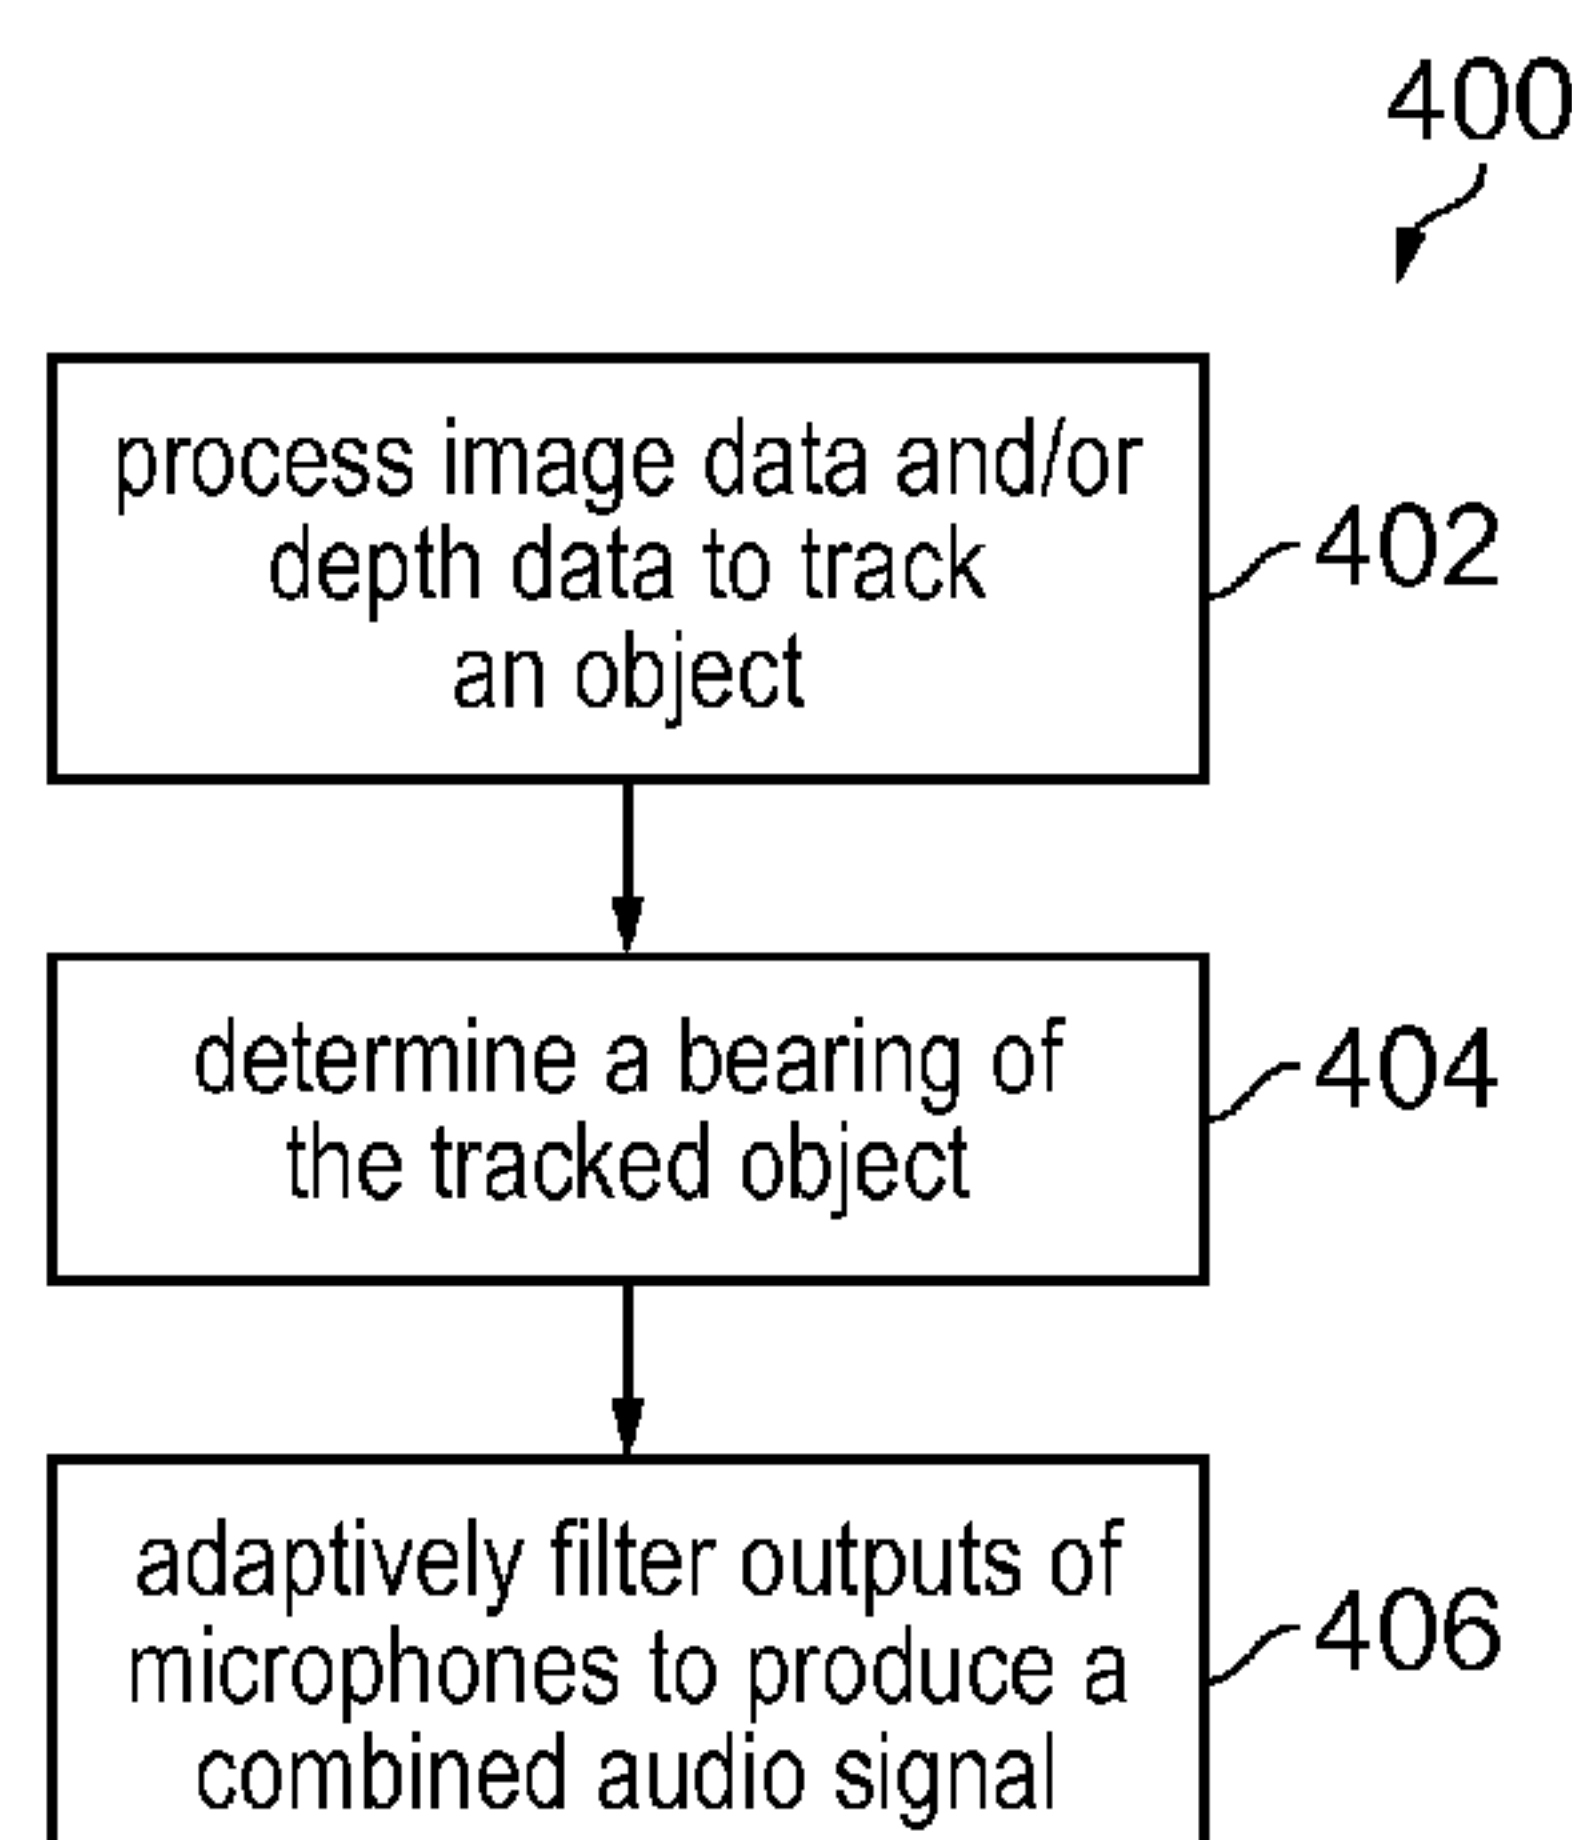 400
process image data and/or
depth data to track
an object
402
determine a bearing of
the tracked object
404
adaptively filter outputs of
microphones to produce a
combined audio signal
406